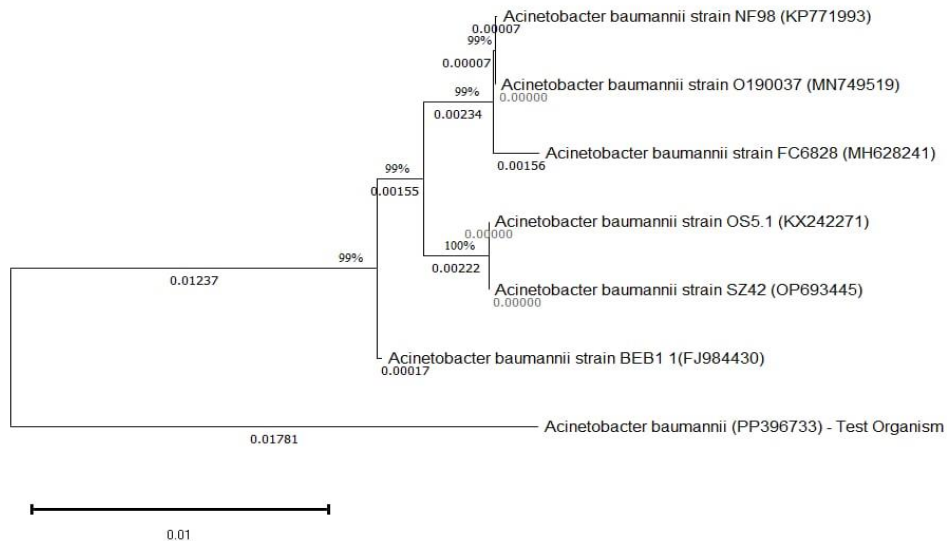 Acinetobacter baumannii strain NF98 (KP771993)
0.00007
99%
0.00007
Acinetobacter baumannii strain O190037 (MN749519)
0.00000
99%
0.00234
Acinetobacter baumannii strain FC6828 (MH628241)
0.00156
99%
0.00155
Acinetobacter baumannii strain OS5.1 (KX242271)
0.00000
100%
0.00222
Acinetobacter baumannii strain SZ42 (OP693445)
0.00000
99%
0.01237
Acinetobacter baumannii strain BEB1 1(FJ984430)
0.00017
Acinetobacter baumannii (PP396733) - Test Organism
0.01781
0.01